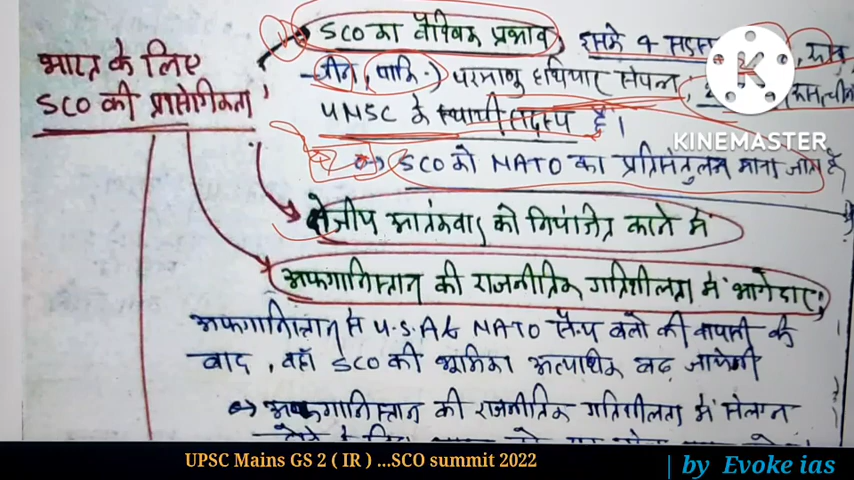 SCO का वैश्विक प्रभाव, इसके 4 सदस्य
भारत के लिए
SCO की प्रासंगिकता
चीन, पाकि.) परमाणु हथियार संपन्न,
UNSC के स्थायी सदस्य हैं।
KINEMASTER
SCO को NATO का प्रतिसंतुलन माना जाता है
क्षेत्रीय आतंकवाद को नियंत्रित करने में
अफगानिस्तान की राजनीतिक गतिशीलता में भागीदार
अफगानिस्तान से U.S.A & NATO सैन्य बलों की वापसी के
बाद, वहाँ SCO की भूमिका अत्यधिक बढ़ जायेगी
अफगानिस्तान की राजनीतिक गतिशीलता में संलग्न
UPSC Mains GS 2 ( IR ) ...SCO summit 2022
| by Evoke ias